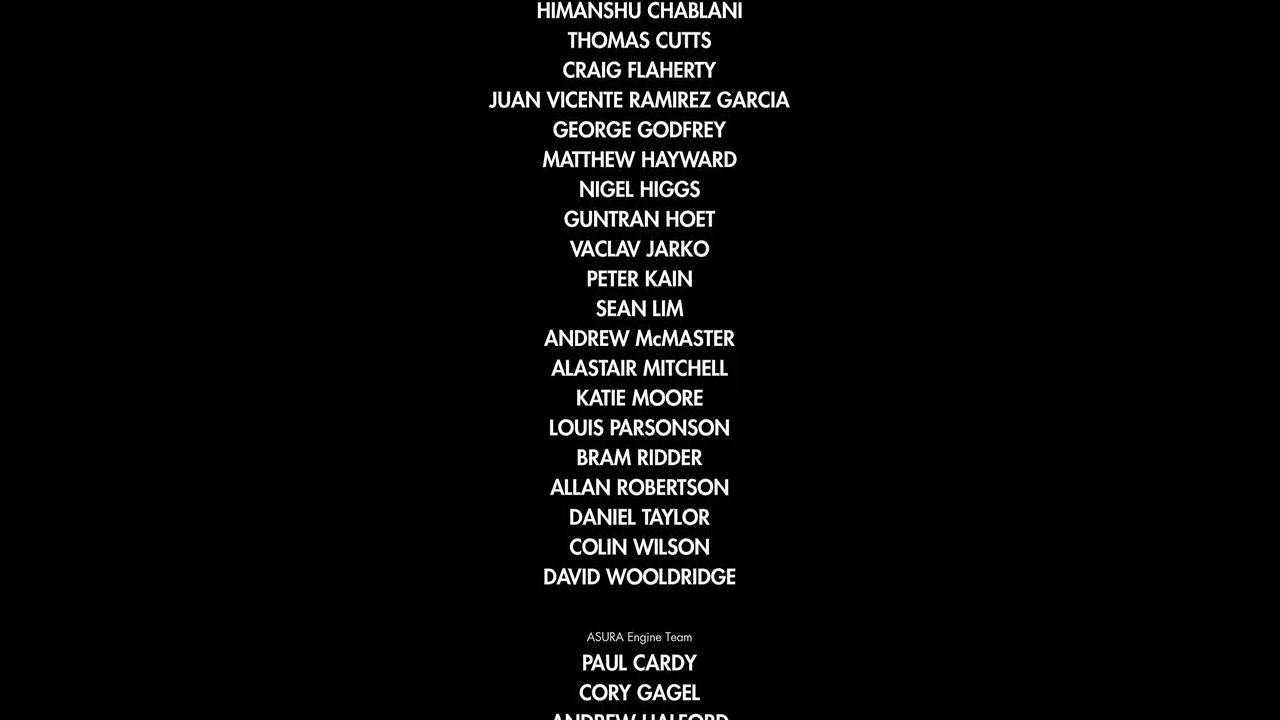 HIMANSHU CHABLANI
THOMAS CUTTS
CRAIG FLAHERTY
JUAN VICENTE RAMIREZ GARCIA
GEORGE GODFREY
MATTHEW HAYWARD
NIGEL HIGGS
GUNTRAN HOET
VACLAV JARKO
PETER KAIN
SEAN LIM
ANDREW McMASTER
ALASTAIR MITCHELL
KATIE MOORE
LOUIS PARSONSON
BRAM RIDDER
ALLAN ROBERTSON
DANIEL TAYLOR
COLIN WILSON
DAVID WOOLDRIDGE
ASURA Engine Team
PAUL CARDY
CORY GAGEL
ANDREW HALFORD